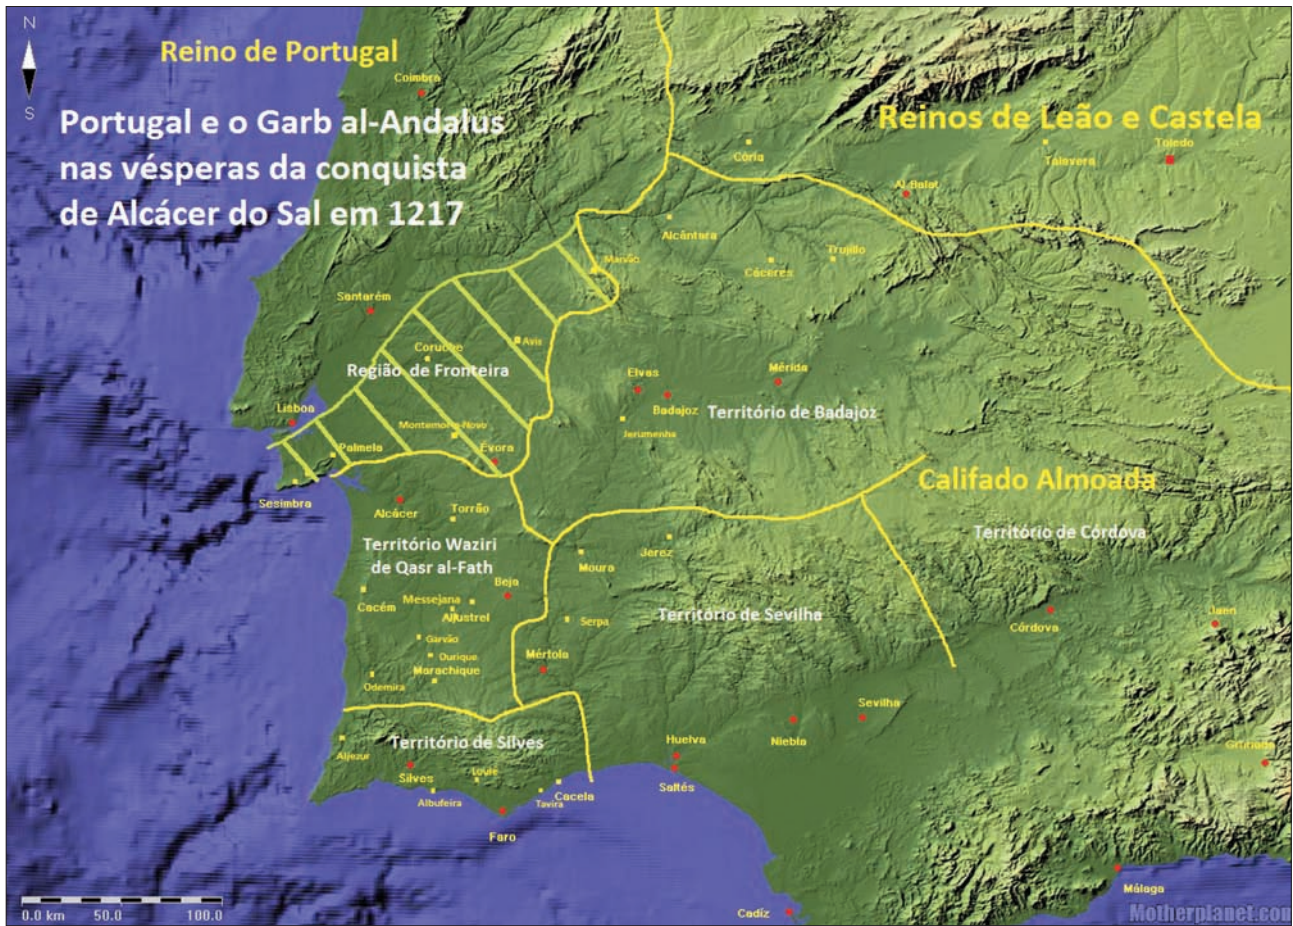 N
S
Reino de Portugal
Coimbra
Portugal e o Garb al-Andalus
nas vésperas da conquista
de Alcácer do Sal em 1217
Reinos de Leão e Castela
Cória
Talavera
Toledo
Al Balat
Alcântara
Trujillo
Cáceres
Marvão
Santarém
Coruche
Avis
Região de Fronteira
Elvas
Mérida
Badajoz
Território de Badajoz
Lisboa
Montemor-o-Novo
Jerumenha
Palmela
Évora
Sesimbra
Califado Almoada
Alcácer
Torrão
Território de Córdova
Território Waziri
de Qasr al-Fath
Jerez
Moura
Beja
Cacém
Messejana
Aljustrel
Território de Sevilha
Serpa
Córdova
Jaen
Garvão
Ourique
Mértola
Marachique
Odemira
Sevilha
Niebla
Território de Silves
Aljezur
Huelva
Granada
Silves
Loulé
Saltés
Albufeira
Tavira
Cacela
Faro
Málaga
Cadíz
0.0 km 50.0 100.0
Motherplanet.com